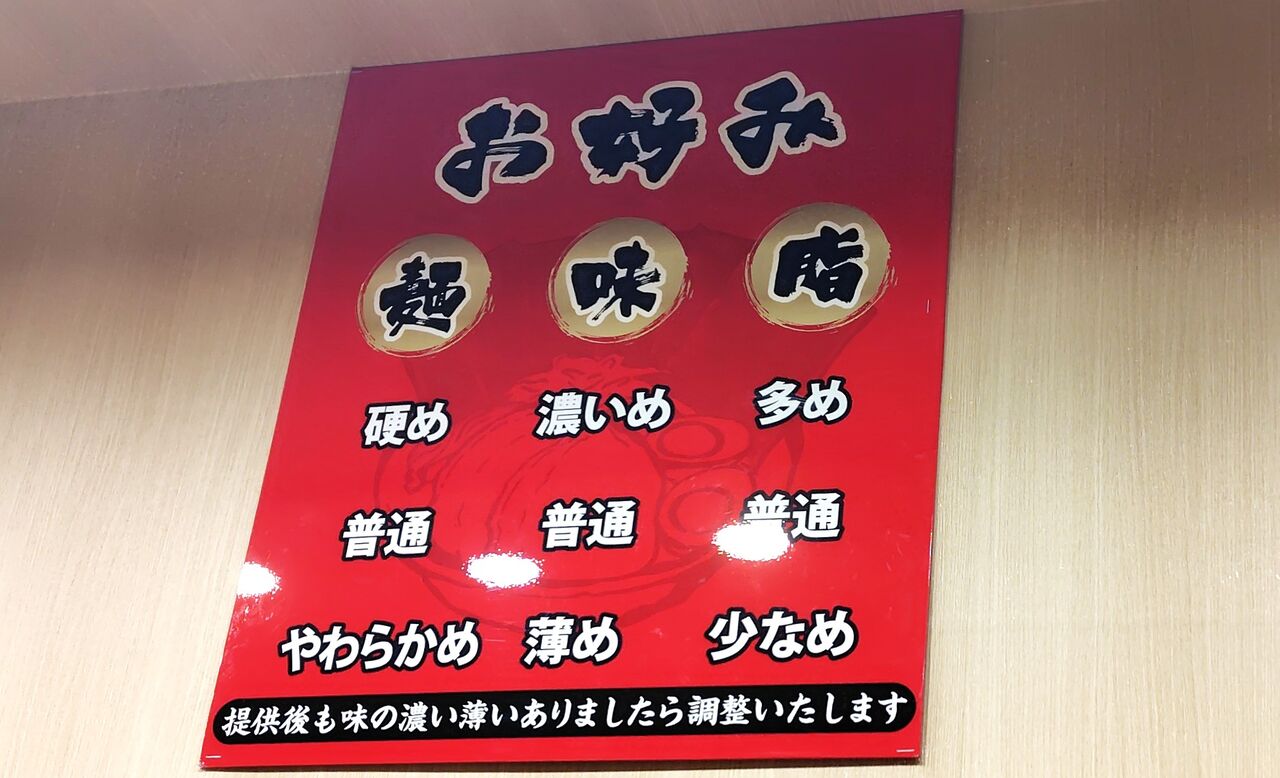 お好み
麺 味 脂
硬め 濃いめ 多め
普通 普通 普通
やわらかめ 薄め 少なめ
提供後も味の濃い薄いありましたら調整いたします